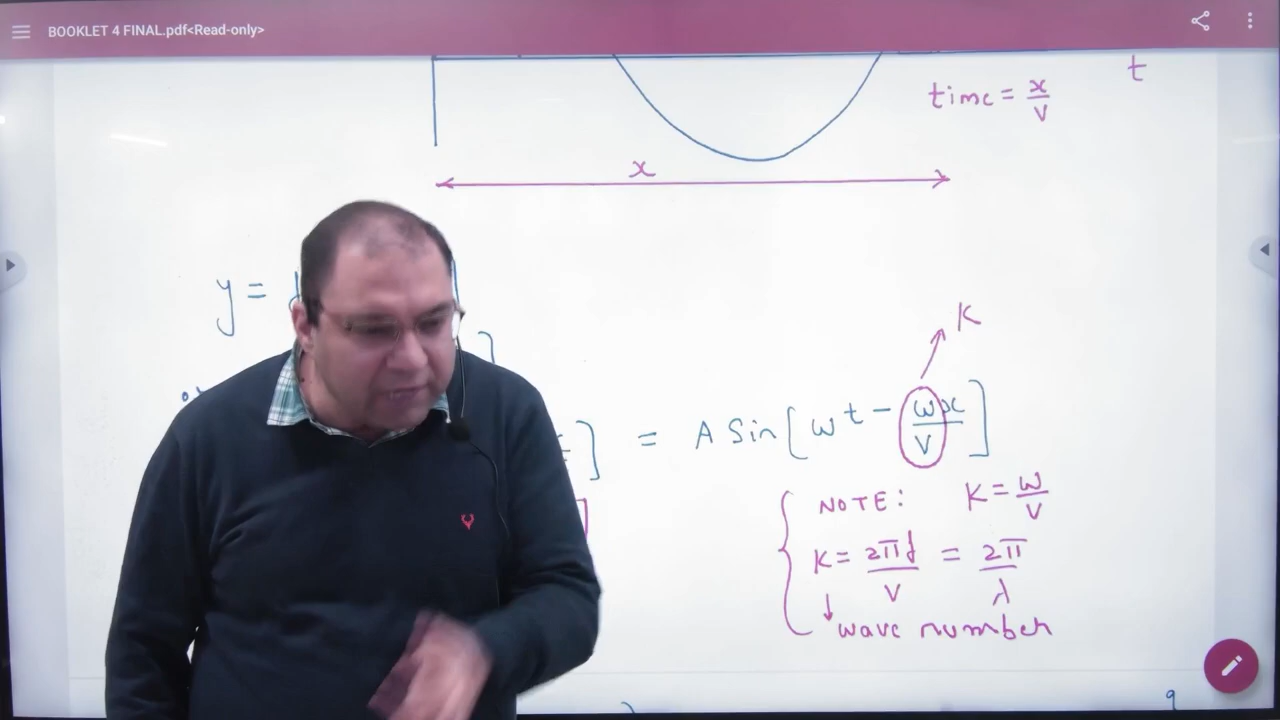 BOOKLET 4 FINAL.pdf<Read-only>
t
time = x/v
x
y =
K
= A Sin[ωt - ωx/v]
NOTE: K = ω/v
K = 2πf/v = 2π/λ
↓
wave number